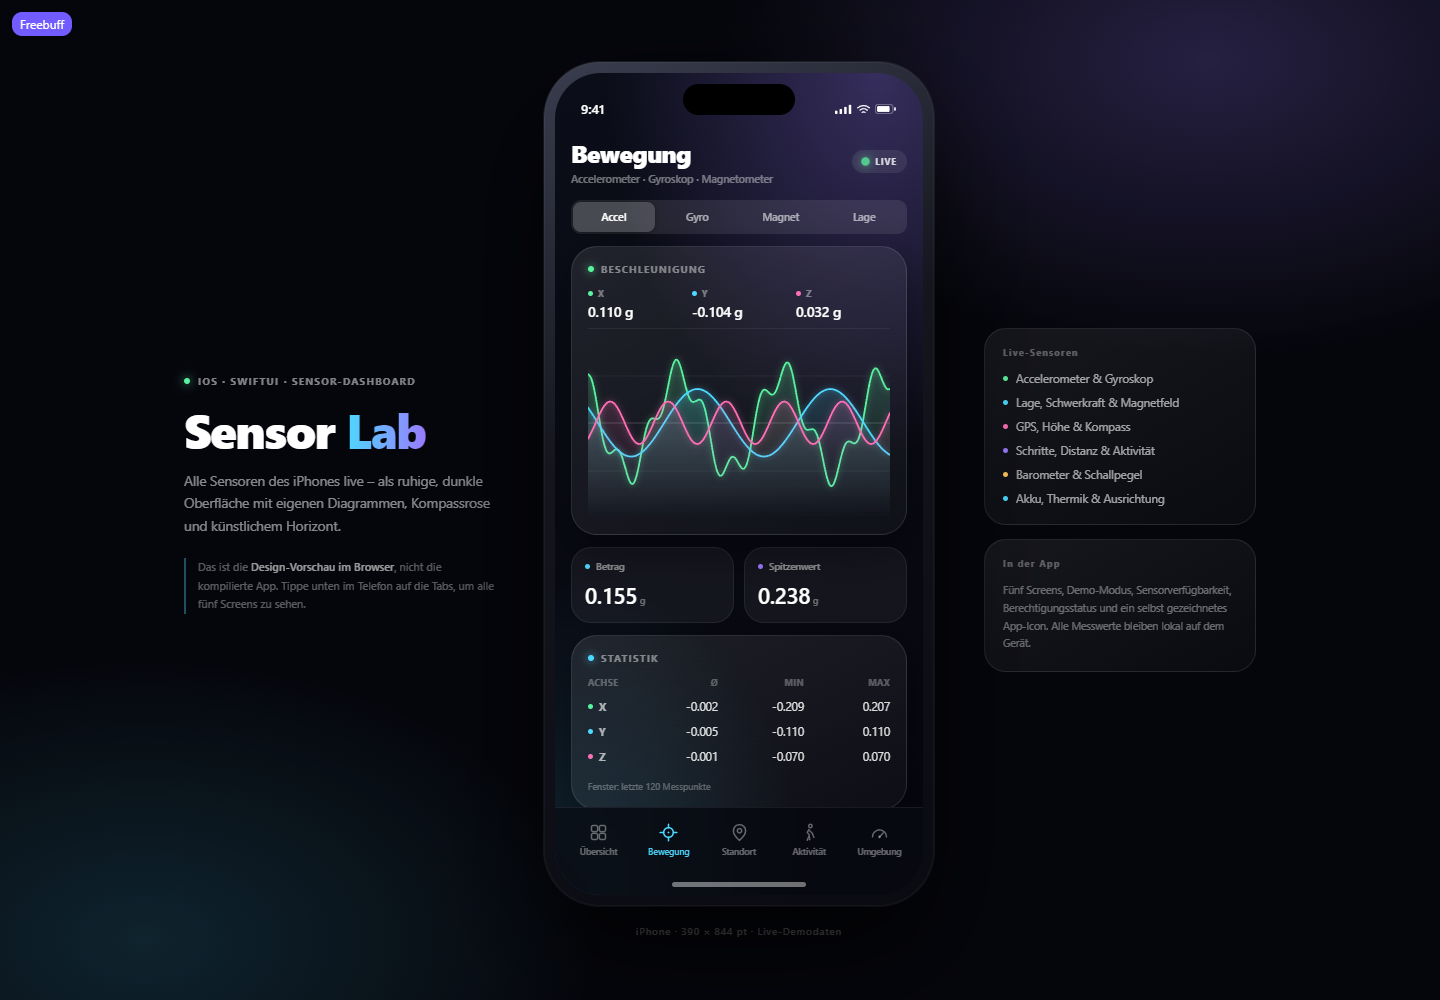 Freebuff
IOS · SWIFTUI · SENSOR-DASHBOARD
Sensor Lab
Alle Sensoren des iPhones live – als ruhige, dunkle
Oberfläche mit eigenen Diagrammen, Kompassrose
und künstlichem Horizont.
Das ist die Design-Vorschau im Browser, nicht die
kompilierte App. Tippe unten im Telefon auf die Tabs, um alle
fünf Screens zu sehen.
9:41
Bewegung
LIVE
Accelerometer · Gyroskop · Magnetometer
Accel Gyro Magnet Lage
BESCHLEUNIGUNG
X Y Z
0.110 g -0.104 g 0.032 g
Betrag Spitzenwert
0.155 g 0.238 g
STATISTIK
ACHSE Ø MIN MAX
X -0.002 -0.209 0.207
Y -0.005 -0.110 0.110
Z -0.001 -0.070 0.070
Fenster: letzte 120 Messpunkte
Übersicht Bewegung Standort Aktivität Umgebung
iPhone · 390 × 844 pt · Live-Demodaten
Live-Sensoren
Accelerometer & Gyroskop
Lage, Schwerkraft & Magnetfeld
GPS, Höhe & Kompass
Schritte, Distanz & Aktivität
Barometer & Schallpegel
Akku, Thermik & Ausrichtung
In der App
Fünf Screens, Demo-Modus, Sensorverfügbarkeit,
Berechtigungsstatus und ein selbst gezeichnetes
App-Icon. Alle Messwerte bleiben lokal auf dem
Gerät.